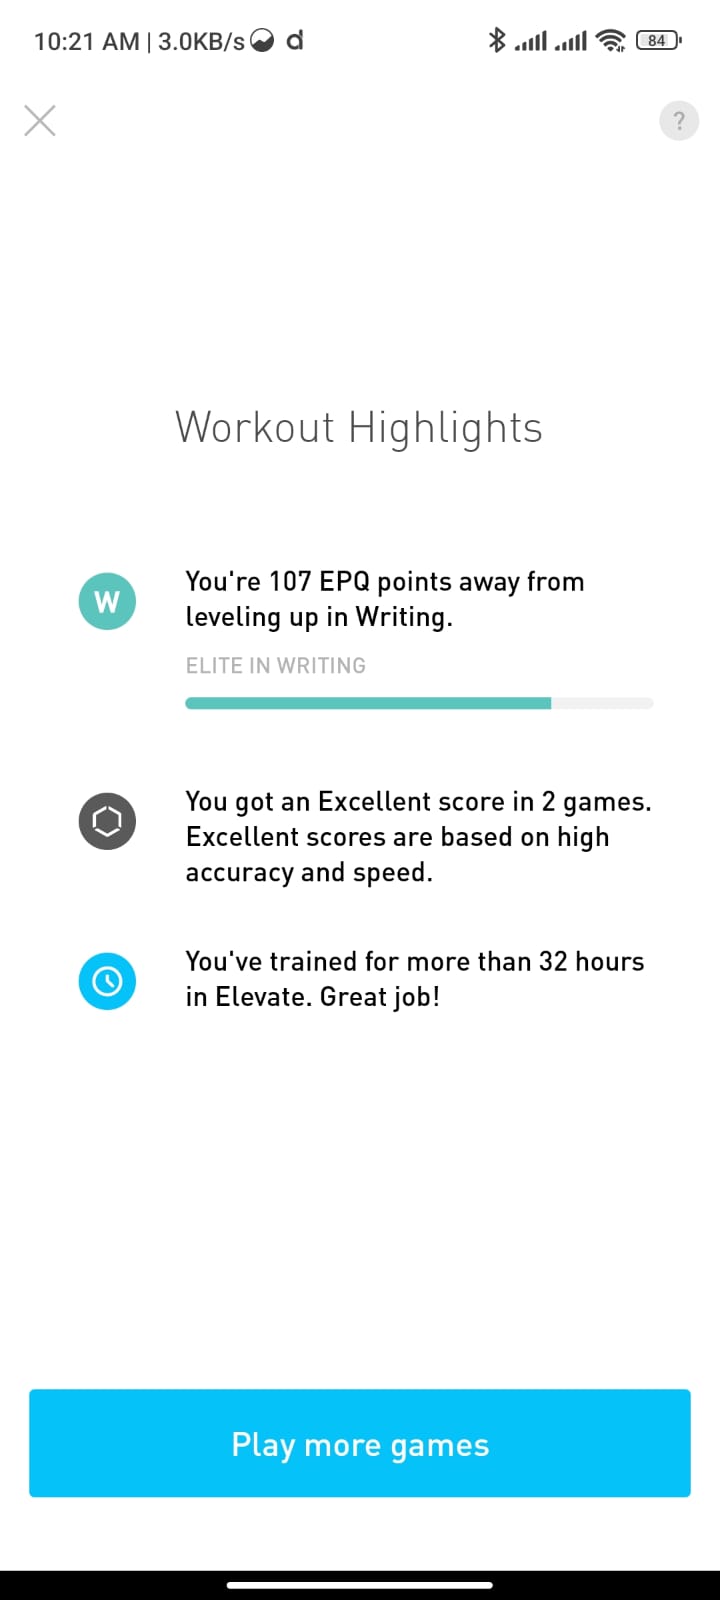 10:21 AM | 3.0KB/s d 84
?
Workout Highlights
W
You're 107 EPQ points away from
leveling up in Writing.
ELITE IN WRITING
You got an Excellent score in 2 games.
Excellent scores are based on high
accuracy and speed.
You've trained for more than 32 hours
in Elevate. Great job!
Play more games